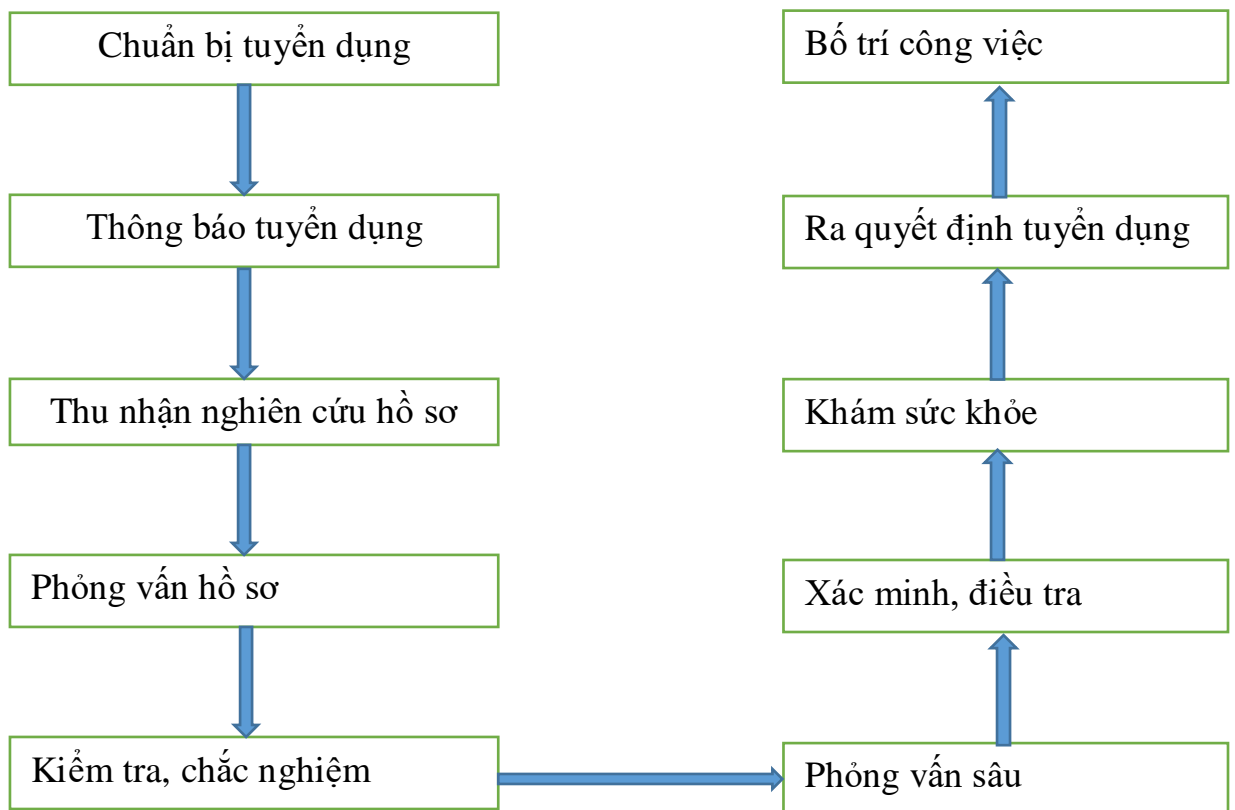 Chuẩn bị tuyển dụng
Thông báo tuyển dụng
Thu nhận nghiên cứu hồ sơ
Phỏng vấn hồ sơ
Kiểm tra, chắc nghiệm
Phỏng vấn sâu
Xác minh, điều tra
Khám sức khỏe
Ra quyết định tuyển dụng
Bố trí công việc